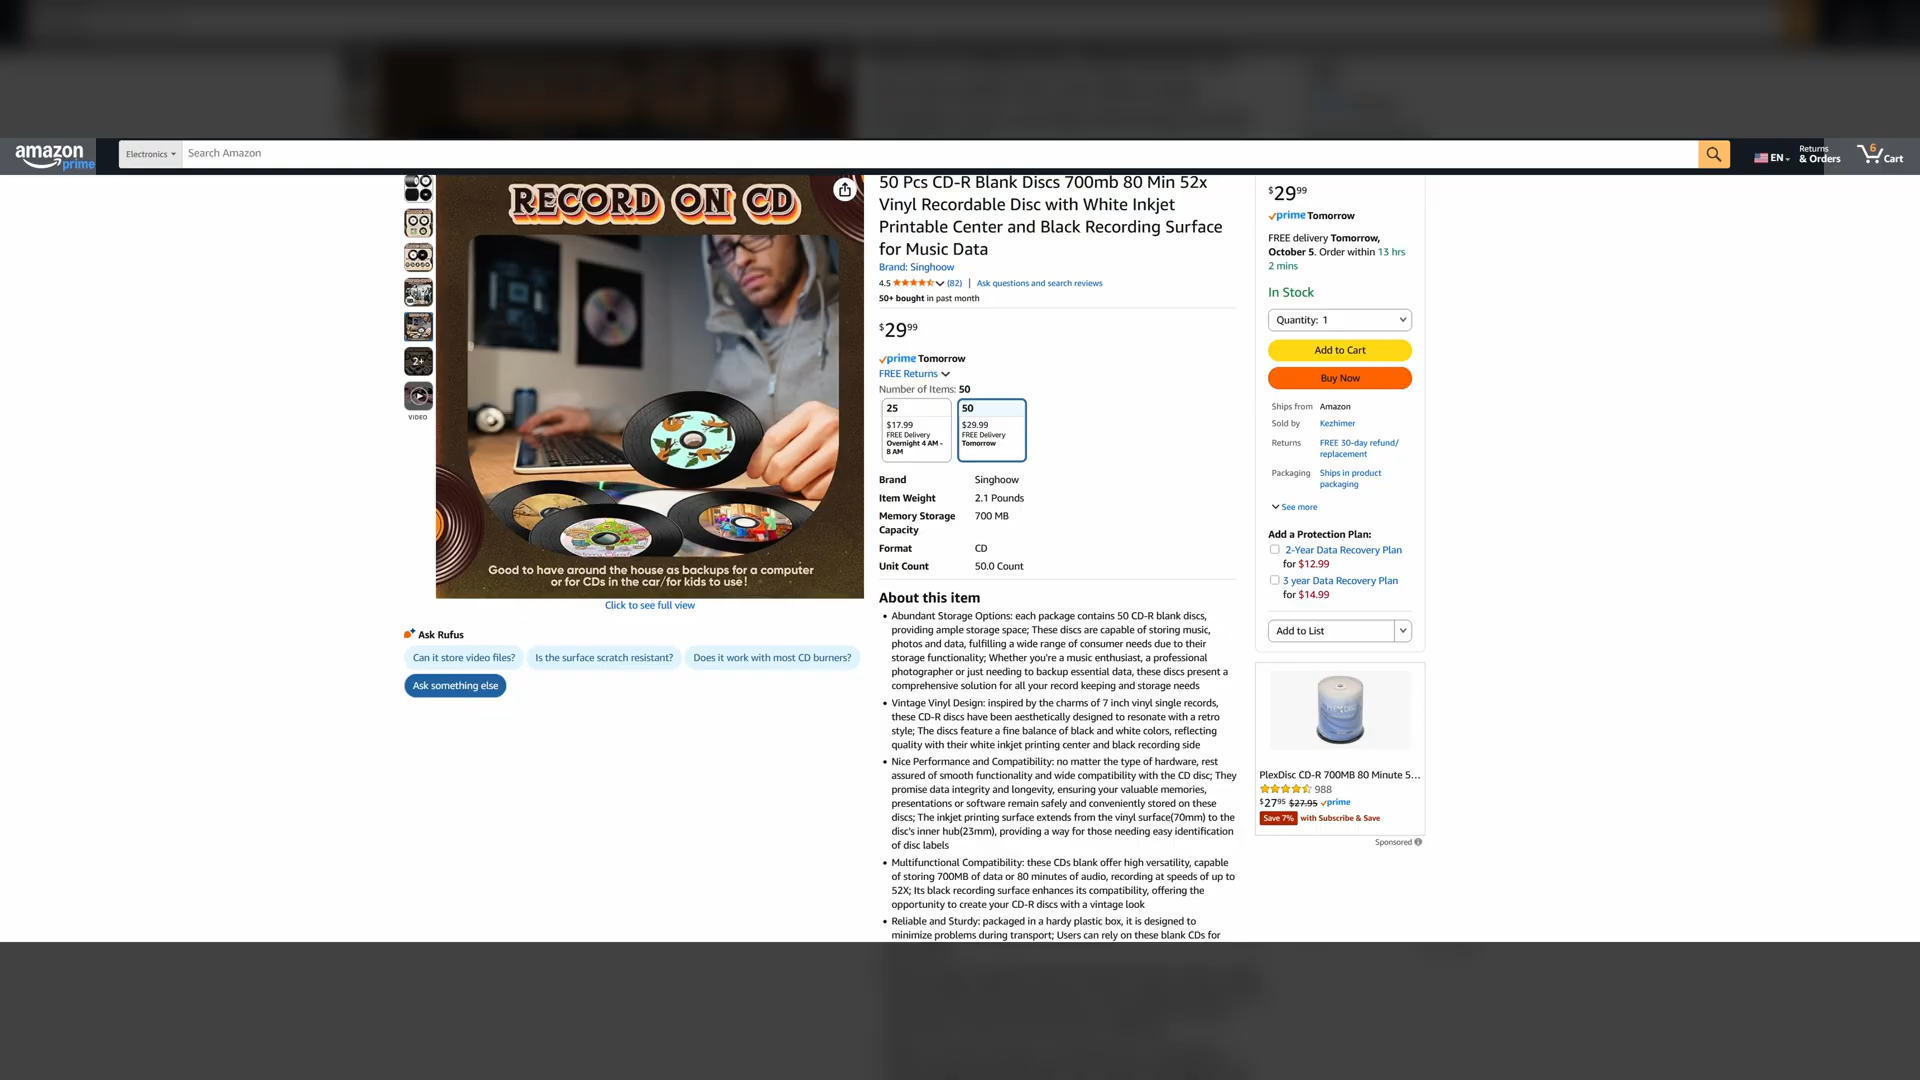 amazon
prime
Electronics
Search Amazon
EN
Returns
& Orders
6
Cart
RECORD ON CD
Good to have around the house as backups for a computer
or for CDs in the car/for kids to use!
Click to see full view
2+
VIDEO
Ask Rufus
Can it store video files?
Is the surface scratch resistant?
Does it work with most CD burners?
Ask something else
50 Pcs CD-R Blank Discs 700mb 80 Min 52x
Vinyl Recordable Disc with White Inkjet
Printable Center and Black Recording Surface
for Music Data
Brand: Singhoow
4.5 (82) | Ask questions and search reviews
50+ bought in past month
$29 99
prime Tomorrow
FREE Returns
Number of Items: 50
25
$17.99
FREE Delivery
Overnight 4 AM -
8 AM
50
$29.99
FREE Delivery
Tomorrow
Brand Singhoow
Item Weight 2.1 Pounds
Memory Storage 700 MB
Capacity
Format CD
Unit Count 50.0 Count
About this item
• Abundant Storage Options: each package contains 50 CD-R blank discs,
providing ample storage space; These discs are capable of storing music,
photos and data, fulfilling a wide range of consumer needs due to their
storage functionality; Whether you're a music enthusiast, a professional
photographer or just needing to backup essential data, these discs present a
comprehensive solution for all your record keeping and storage needs
• Vintage Vinyl Design: inspired by the charms of 7 inch vinyl single records,
these CD-R discs have been aesthetically designed to resonate with a retro
style; The discs feature a fine balance of black and white colors, reflecting
quality with their white inkjet printing center and black recording side
• Nice Performance and Compatibility: no matter the type of hardware, rest
assured of smooth functionality and wide compatibility with the CD disc; They
promise data integrity and longevity, ensuring your valuable memories,
presentations or software remain safely and conveniently stored on these
discs; The inkjet printing surface extends from the vinyl surface(70mm) to the
disc's inner hub(23mm), providing a way for those needing easy identification
of disc labels
• Multifunctional Compatibility: these CDs blank offer high versatility, capable
of storing 700MB of data or 80 minutes of audio, recording at speeds of up to
52X; Its black recording surface enhances its compatibility, offering the
opportunity to create your CD-R discs with a vintage look
• Reliable and Sturdy: packaged in a hardy plastic box, it is designed to
minimize problems during transport; Users can rely on these blank CDs for
$29 99
prime Tomorrow
FREE delivery Tomorrow,
October 5. Order within 13 hrs
2 mins
In Stock
Quantity: 1
Add to Cart
Buy Now
Ships from Amazon
Sold by Kezhimer
Returns FREE 30-day refund/
replacement
Packaging Ships in product
packaging
See more
Add a Protection Plan:
2-Year Data Recovery Plan
for $12.99
3 year Data Recovery Plan
for $14.99
Add to List
PlexDisc CD-R 700MB 80 Minute 5...
988
$27 95 $27.95 prime
Save 7% with Subscribe & Save
Sponsored